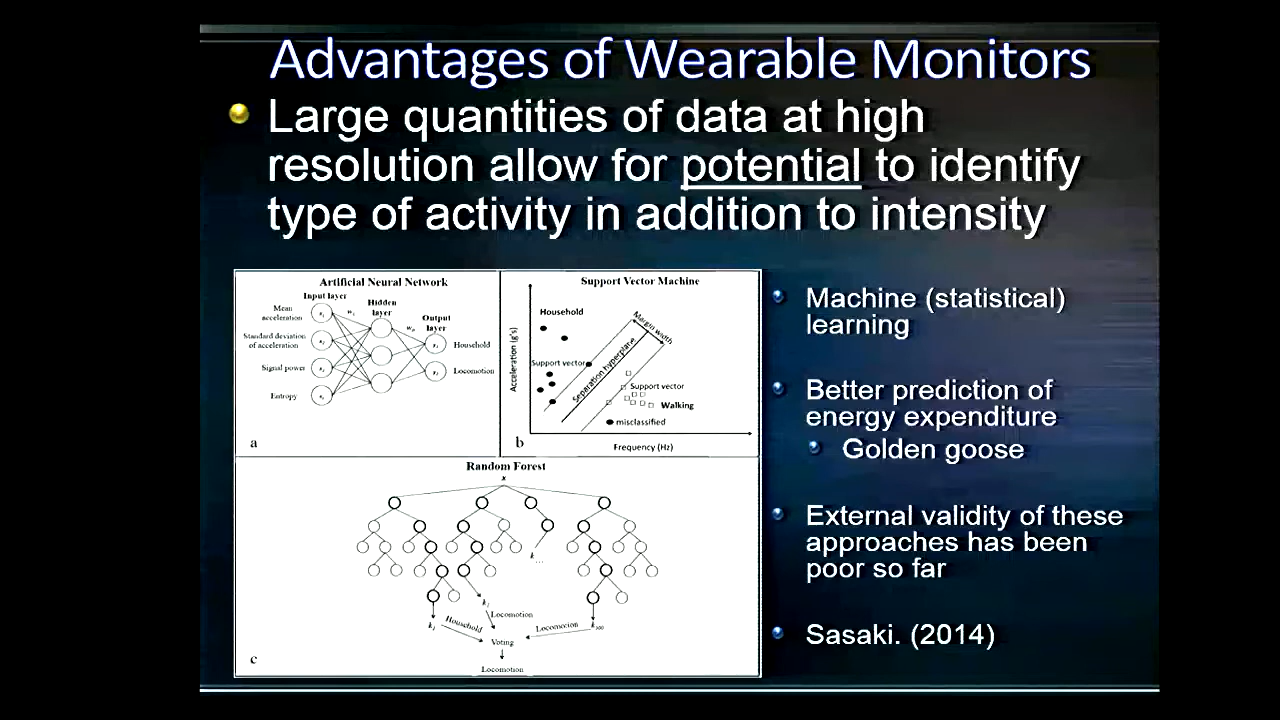 Advantages of Wearable Monitors
Large quantities of data at high
resolution allow for potential to identify
type of activity in addition to intensity
Artificial Neural Network
Input layer
Hidden
layer
Output
layer
Mean
acceleration
Standard deviation
of acceleration
Signal power
Entropy
Household
Locomotion
a
Support Vector Machine
Acceleration (g's)
Household
Margin width
Support vector
Separation hyperplane
Support vector
Walking
misclassified
Frequency (Hz)
b
Random Forest
x
k
...
Locomotion
Household
Locomotion
Voting
Locomotion
c
Machine (statistical)
learning
Better prediction of
energy expenditure
Golden goose
External validity of these
approaches has been
poor so far
Sasaki. (2014)